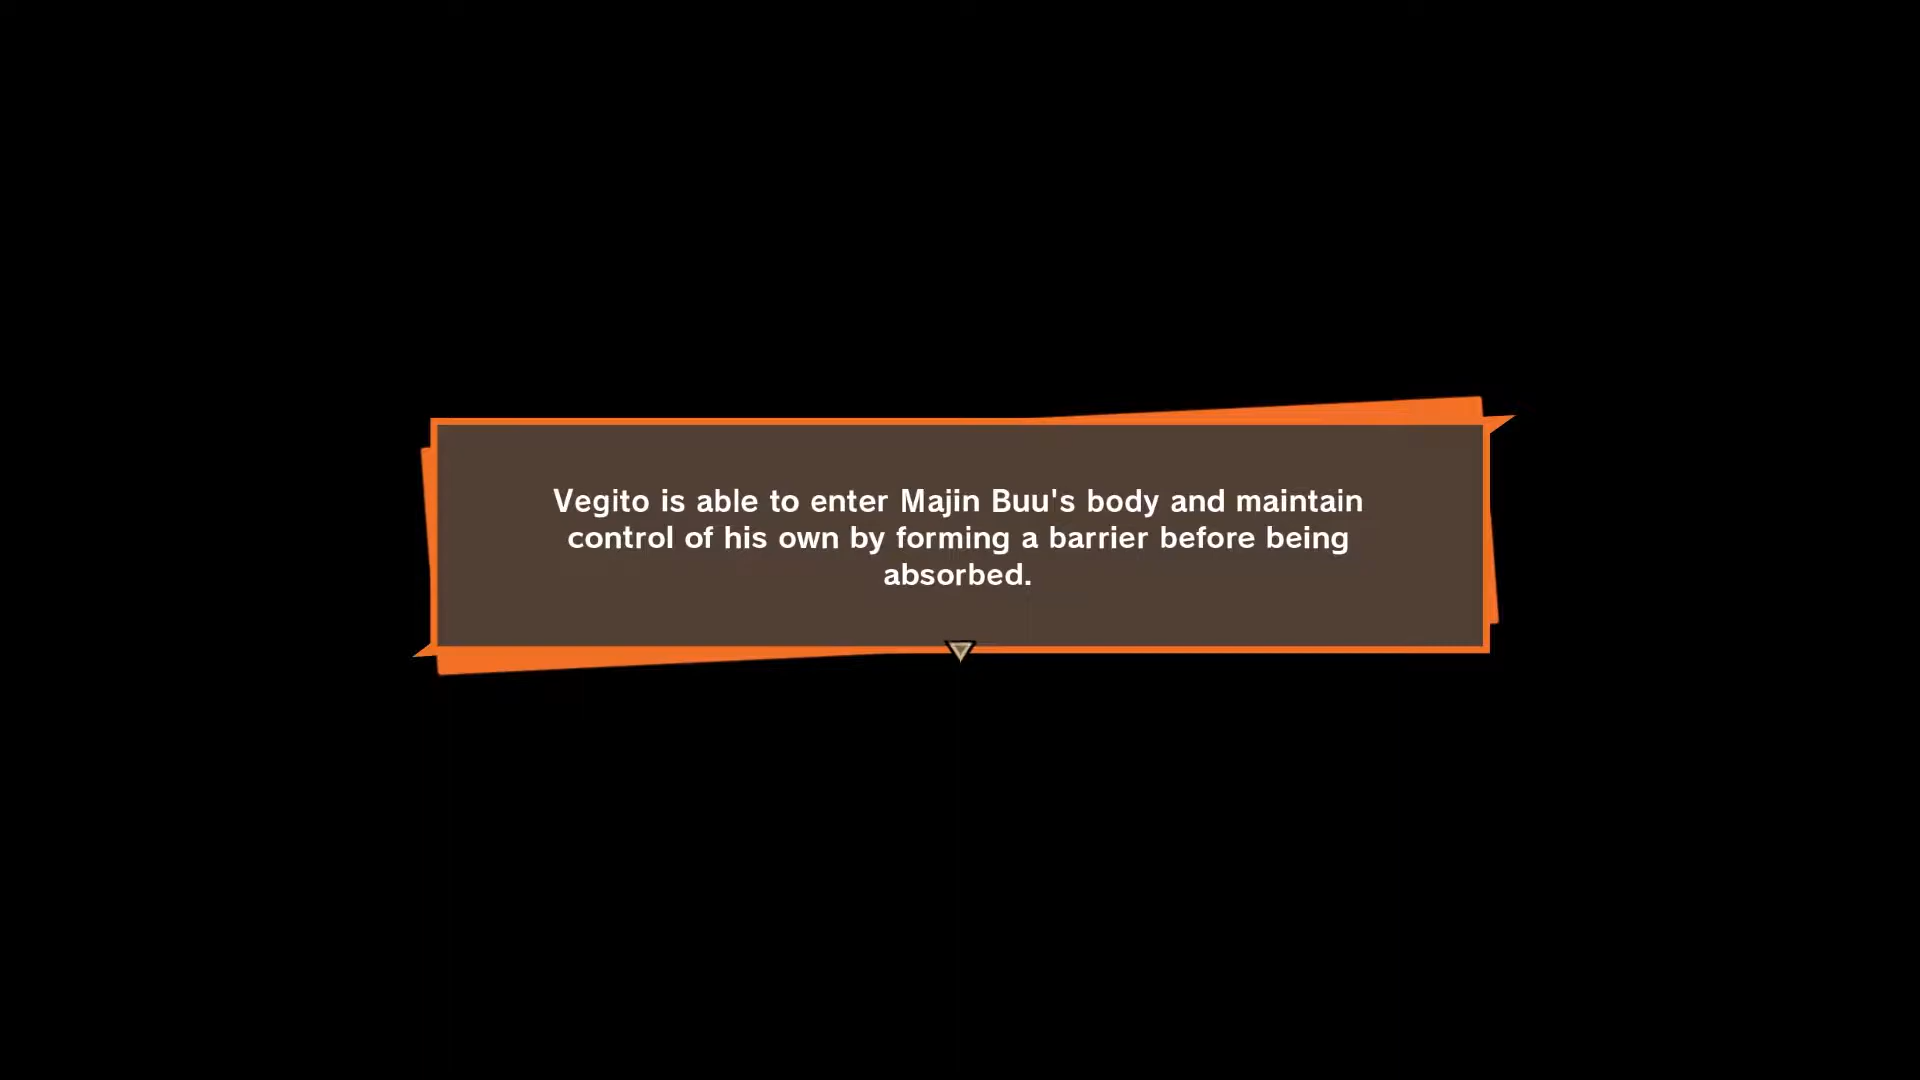 Vegito is able to enter Majin Buu's body and maintain
control of his own by forming a barrier before being
absorbed.